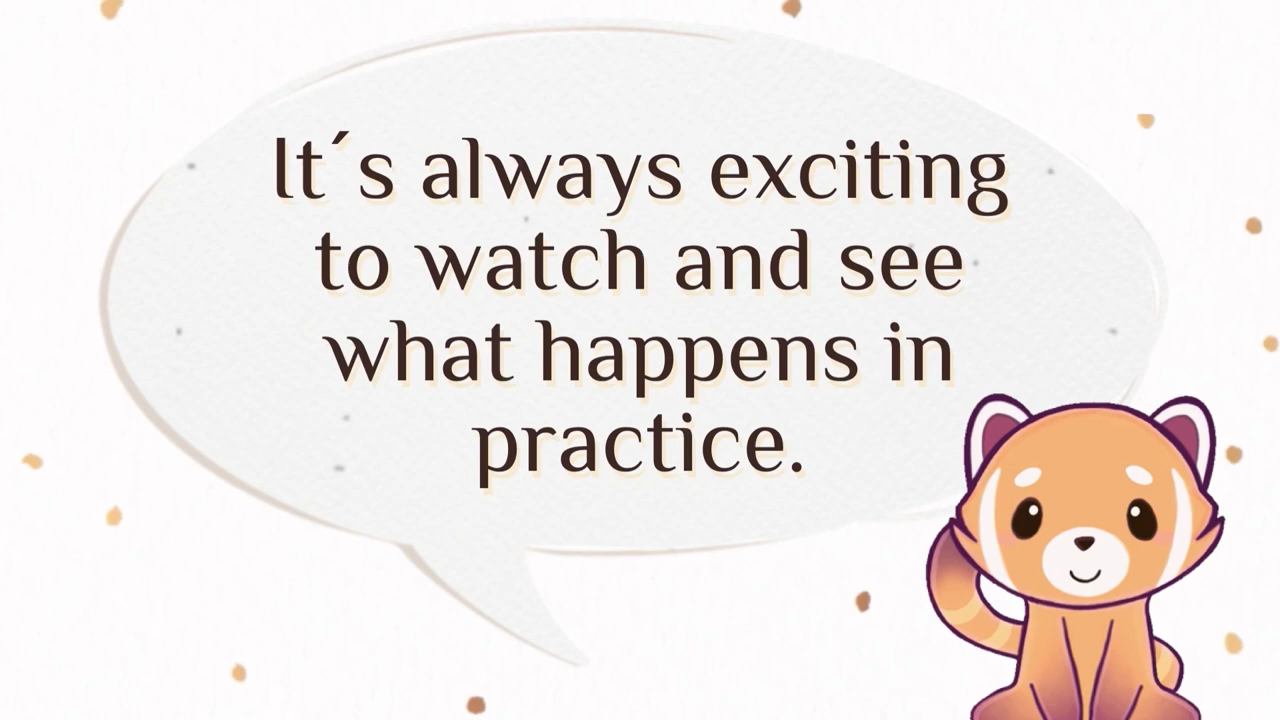 It´s always exciting
to watch and see
what happens in
practice.